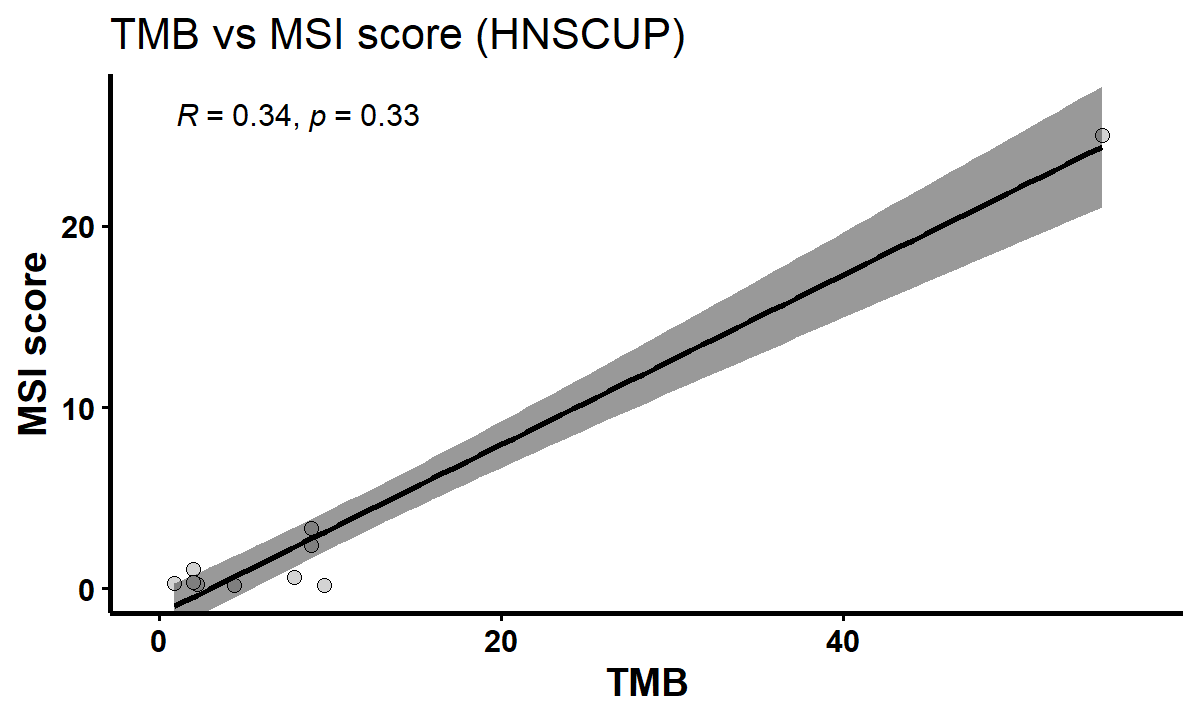 TMB vs MSI score (HNSCUP)
R = 0.34, p = 0.33
MSI score
20
10
0
0 20 40
TMB